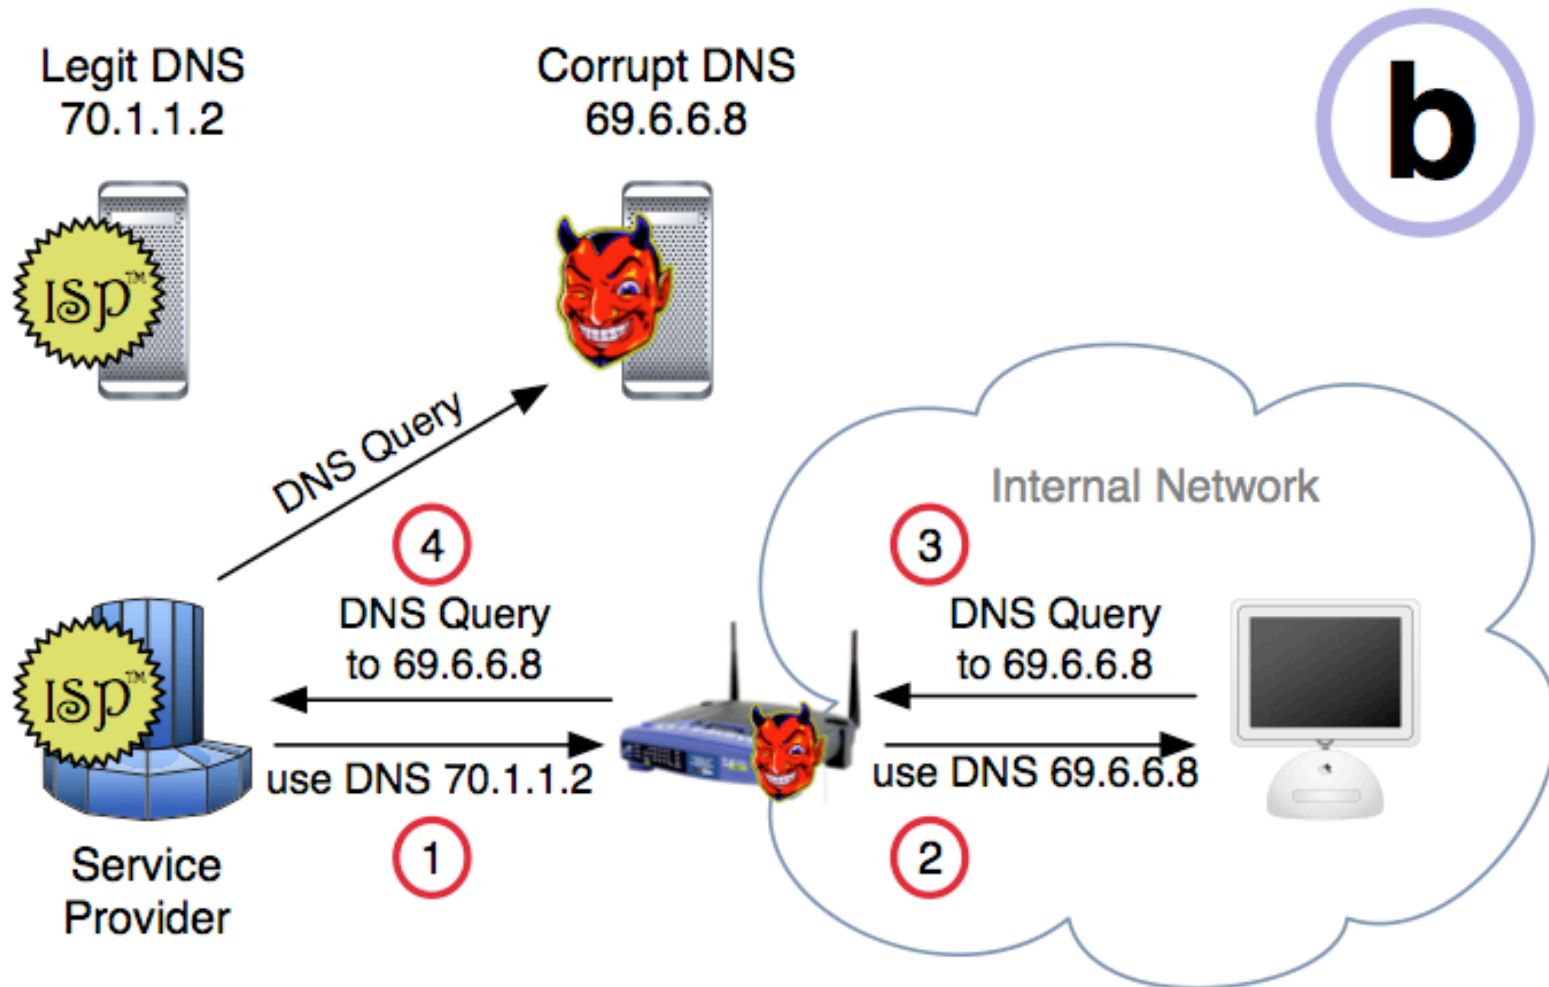 Legit DNS
70.1.1.2
Corrupt DNS
69.6.6.8
b
ISP™
DNS Query
Internal Network
4
3
DNS Query
to 69.6.6.8
DNS Query
to 69.6.6.8
ISP™
use DNS 70.1.1.2
use DNS 69.6.6.8
1
2
Service
Provider